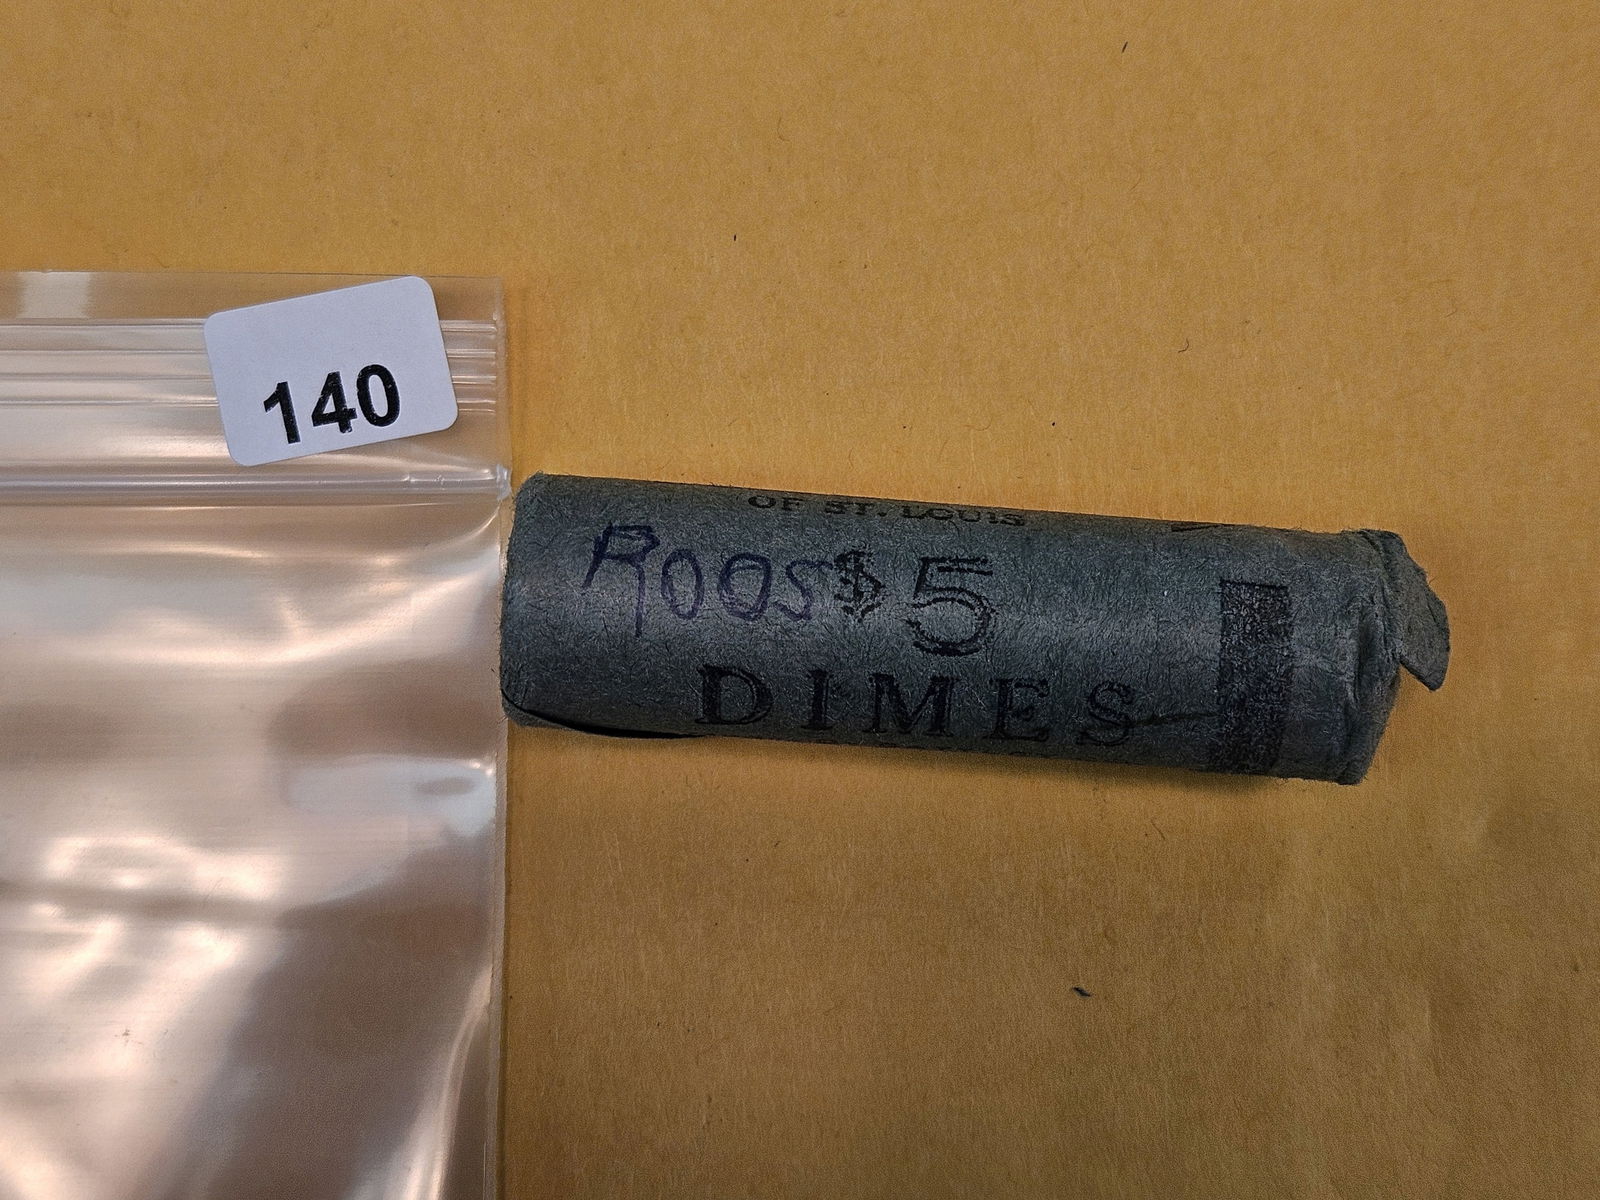 140
OF ST. LOUIS
ROOS $5
DIMES